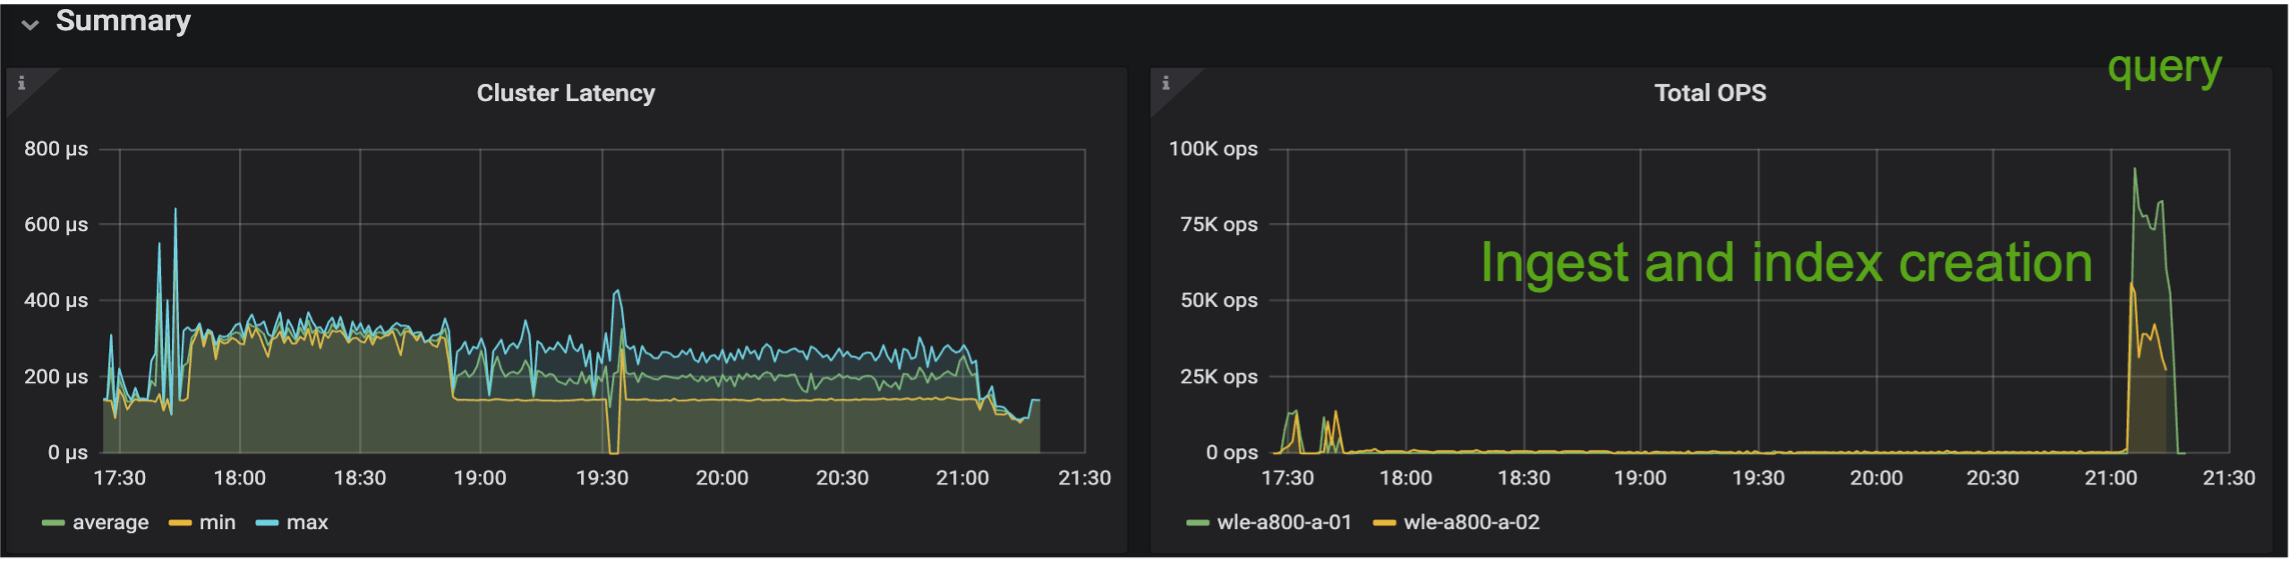 Summary
Cluster Latency
800 µs
600 µs
400 µs
200 µs
0 µs
17:30 18:00 18:30 19:00 19:30 20:00 20:30 21:00 21:30
average min max
query
Total OPS
100K ops
75K ops
Ingest and index creation
50K ops
25K ops
0 ops
17:30 18:00 18:30 19:00 19:30 20:00 20:30 21:00 21:30
wle-a800-a-01 wle-a800-a-02